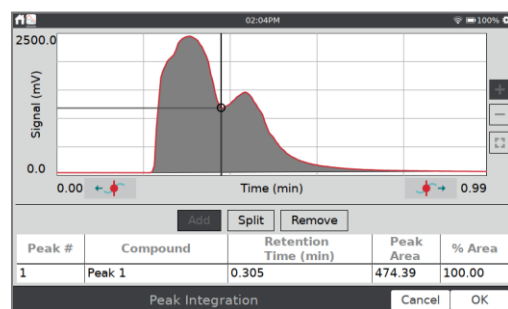 02:04PM 100%
2500.0
Signal (mV)
0.0
0.00 Time (min) 0.99
Add Split Remove
Peak # Compound Retention Time (min) Peak Area % Area
1 Peak 1 0.305 474.39 100.00
Peak Integration Cancel OK